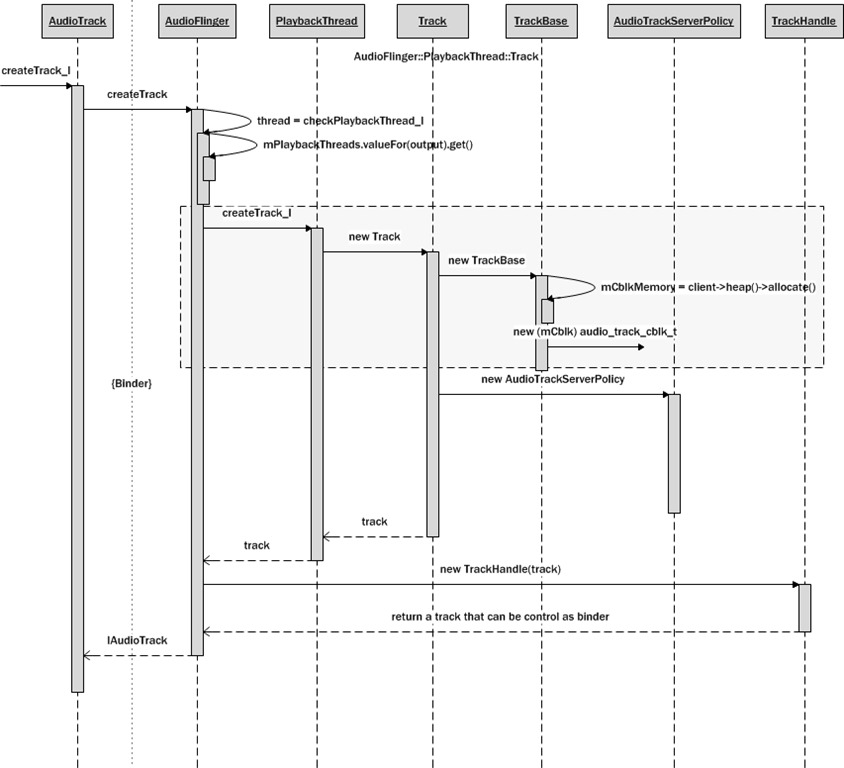 AudioTrack
AudioFlinger
PlaybackThread
Track
TrackBase
AudioTrackServerPolicy
TrackHandle
AudioFlinger::PlaybackThread::Track
createTrack_l
createTrack
thread = checkPlaybackThread_l
mPlaybackThreads.valueFor(output).get()
createTrack_l
new Track
new TrackBase
mCblkMemory = client->heap()->allocate()
new (mCblk) audio_track_cblk_t
{Binder}
new AudioTrackServerPolicy
track
track
new TrackHandle(track)
return a track that can be control as binder
IAudioTrack